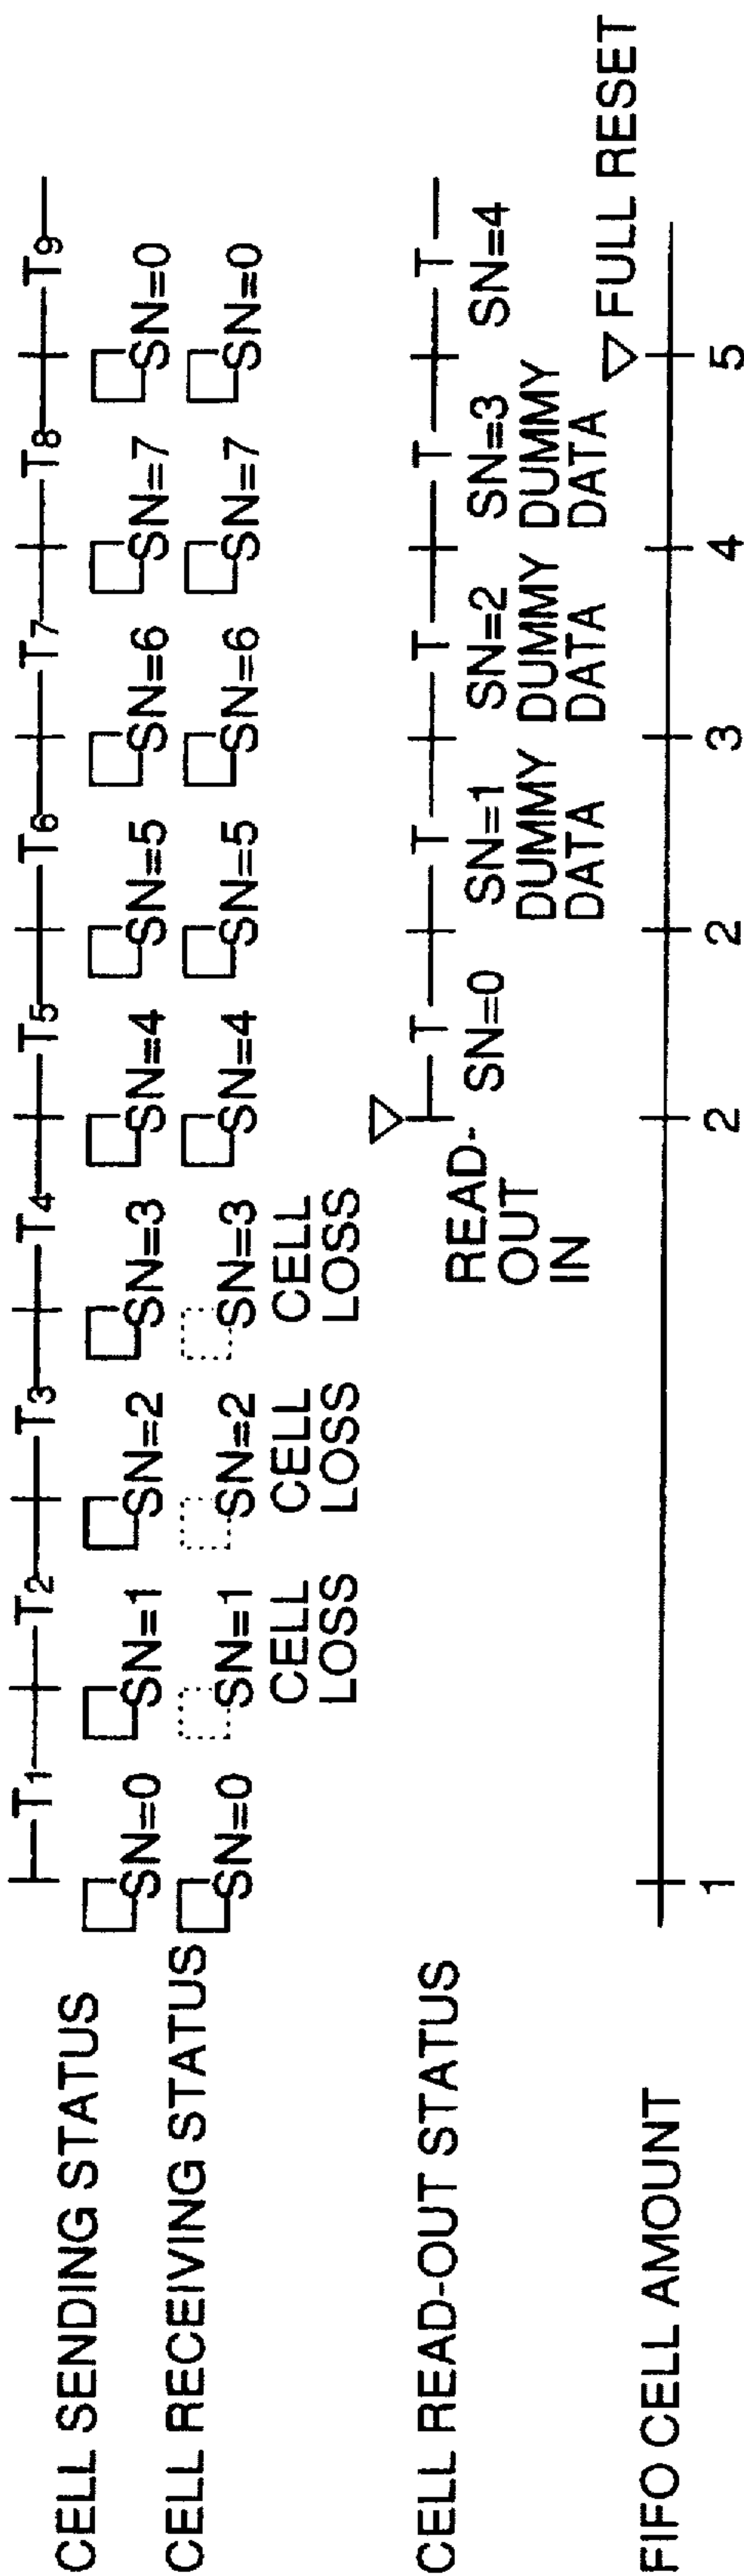 T1 T2 T3 T4 T5 T6 T7 T8 T9
CELL SENDING STATUS
SN=0 SN=1 SN=2 SN=3 SN=4 SN=5 SN=6 SN=7 SN=0
CELL RECEIVING STATUS
SN=0 SN=1 SN=2 SN=3 SN=4 SN=5 SN=6 SN=7 SN=0
CELL CELL CELL
LOSS LOSS LOSS
CELL READ-OUT STATUS
T T T T T
READ-
OUT
IN
SN=0 SN=1 SN=2 SN=3 SN=4
DUMMY DUMMY DUMMY
DATA DATA DATA
FULL RESET
FIFO CELL AMOUNT
1 2 2 3 4 5